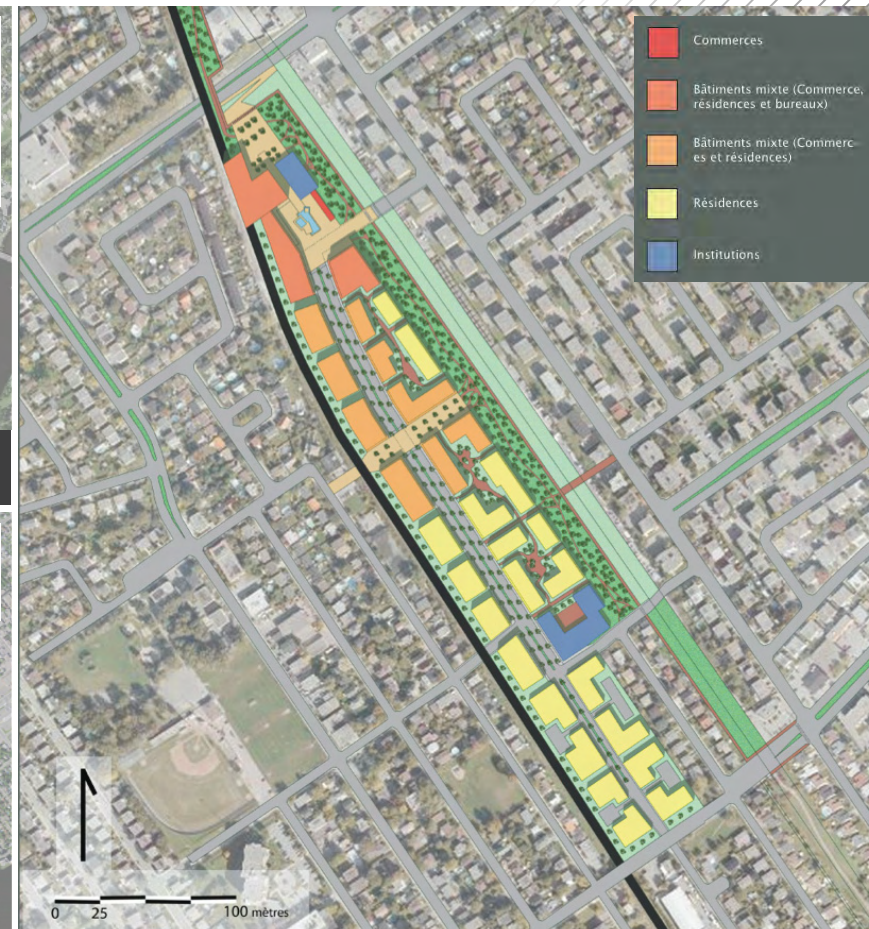 Commerces
Bâtiments mixte (Commerce,
résidences et bureaux)
Bâtiments mixte (Commerc-
es et résidences)
Résidences
Institutions
0 25 100 mètres